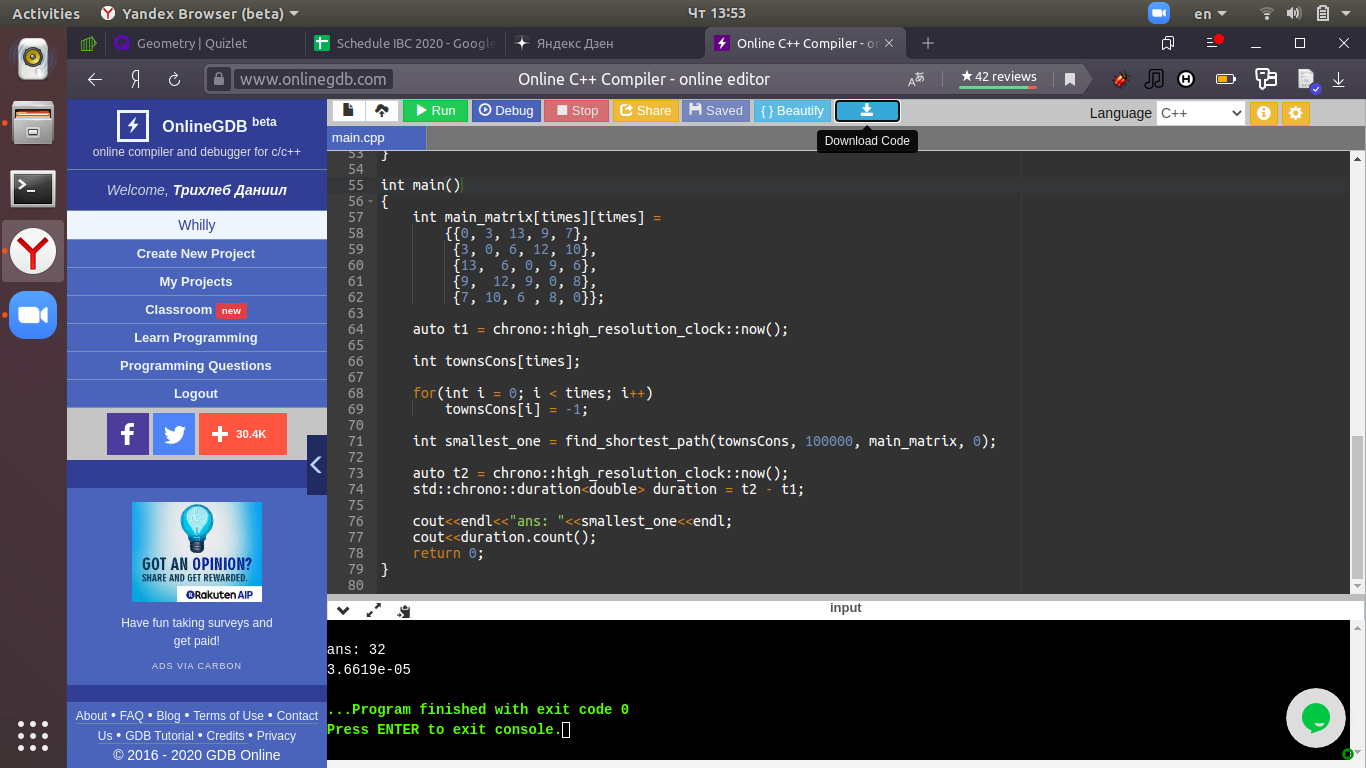 Activities
Yandex Browser (beta)
Чт 13:53
en
Geometry | Quizlet
Schedule IBC 2020 - Google
Яндекс Дзен
Online C++ Compiler - on
www.onlinegdb.com
Online C++ Compiler - online editor
★ 42 reviews
OnlineGDB beta
online compiler and debugger for c/c++
Welcome, Трихлеб Даниил
Whilly
Create New Project
My Projects
Classroom new
Learn Programming
Programming Questions
Logout
30.4K
GOT AN OPINION?
SHARE AND GET REWARDED.
Rakuten AIP
Have fun taking surveys and
get paid!
ADS VIA CARBON
About • FAQ • Blog • Terms of Use • Contact
Us • GDB Tutorial • Credits • Privacy
© 2016 - 2020 GDB Online
Run
Debug
Stop
Share
Saved
{ } Beautify
Download Code
Language C++
main.cpp
53 }
54
55 int main()
56 {
57 int main_matrix[times][times] =
58 {{0, 3, 13, 9, 7},
59 {3, 0, 6, 12, 10},
60 {13,  6, 0, 9, 6},
61 {9,  12, 9, 0, 8},
62 {7, 10, 6 , 8, 0}};
63
64 auto t1 = chrono::high_resolution_clock::now();
65
66 int townsCons[times];
67
68 for(int i = 0; i < times; i++)
69 townsCons[i] = -1;
70
71 int smallest_one = find_shortest_path(townsCons, 100000, main_matrix, 0);
72
73 auto t2 = chrono::high_resolution_clock::now();
74 std::chrono::duration<double> duration = t2 - t1;
75
76 cout<<endl<<"ans: "<<smallest_one<<endl;
77 cout<<duration.count();
78 return 0;
79 }
80
input
ans: 32
3.6619e-05
...Program finished with exit code 0
Press ENTER to exit console.